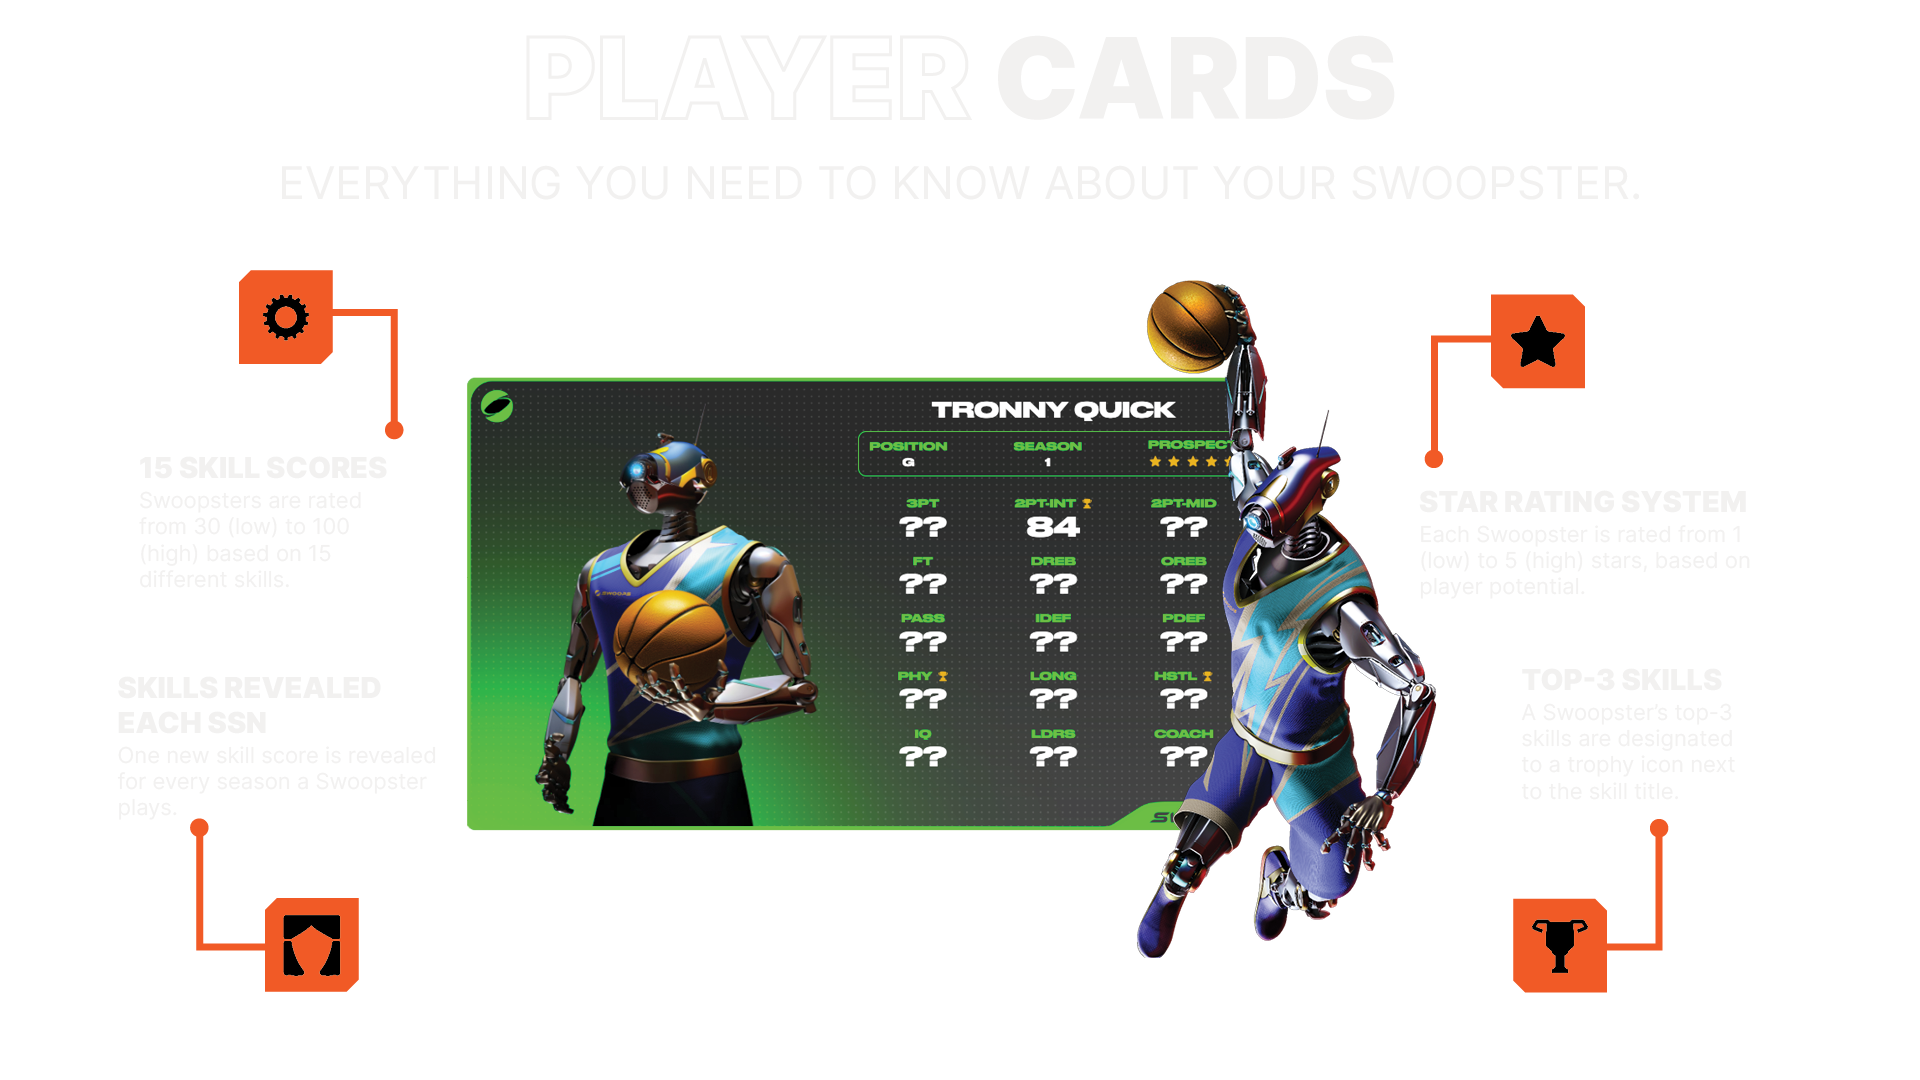 PLAYER CARDS
EVERYTHING YOU NEED TO KNOW ABOUT YOUR SWOOPSTER.
15 SKILL SCORES
Swoopsters are rated
from 30 (low) to 100
(high) based on 15
different skills.
SKILLS REVEALED
EACH SSN
One new skill score is revealed
for every season a Swoopster
plays.
TRONNY QUICK
POSITION SEASON PROSPECT
G 1
3PT 2PT-INT 2PT-MID
?? 84 ??
FT DREB OREB
?? ?? ??
PASS IDEF PDEF
?? ?? ??
PHY LONG HSTL
?? ?? ??
IQ LDRS COACH
?? ?? ??
STAR RATING SYSTEM
Each Swoopster is rated from 1
(low) to 5 (high) stars, based on
player potential.
TOP-3 SKILLS
A Swoopster’s top-3
skills are designated
to a trophy icon next
to the skill title.